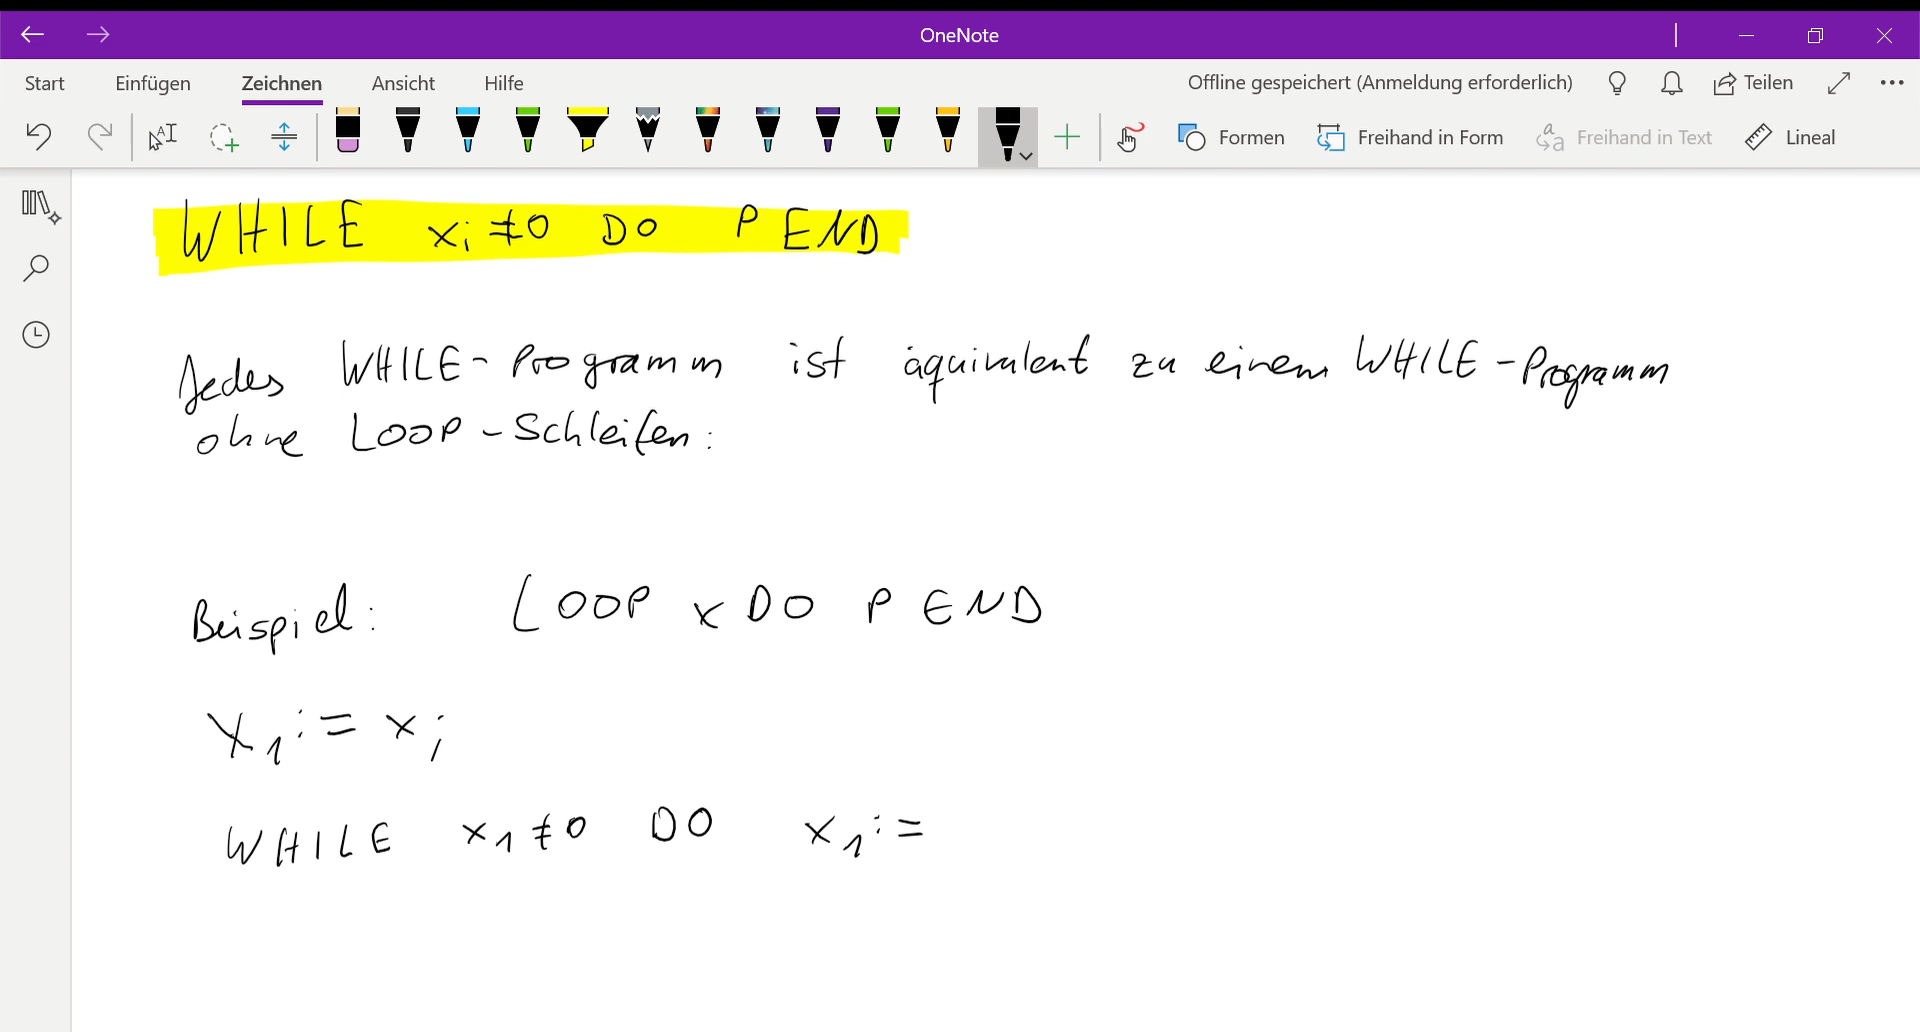 OneNote
Start Einfügen Zeichnen Ansicht Hilfe Offline gespeichert (Anmeldung erforderlich) Teilen
Formen Freihand in Form Freihand in Text Lineal
WHILE xi ≠ 0 DO P END
Jedes WHILE-Programm ist äquivalent zu einem WHILE-Programm
ohne LOOP-Schleifen:
Beispiel: LOOP x DO P END
x₁ := x;
WHILE x₁ ≠ 0 DO x₁ :=